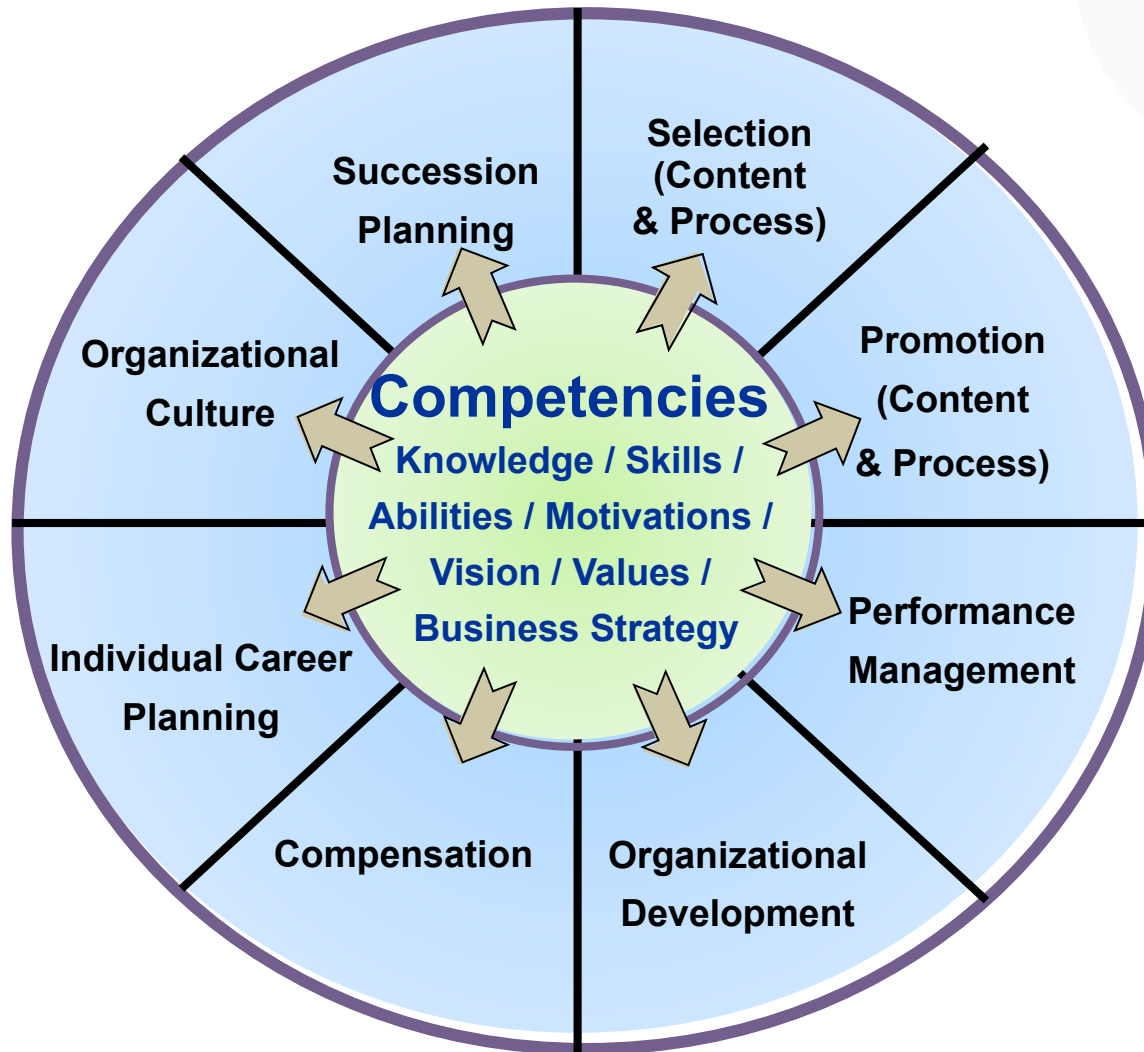 Selection
(Content
& Process)
Promotion
(Content
& Process)
Performance
Management
Organizational
Development
Compensation
Individual Career
Planning
Organizational
Culture
Succession
Planning
Competencies
Knowledge / Skills /
Abilities / Motivations /
Vision / Values /
Business Strategy